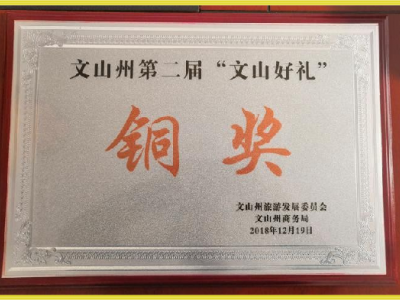 文山州第二届“文山好礼”
铜奖
文山州旅游发展委员会
文山州商务局
2018年12月19日